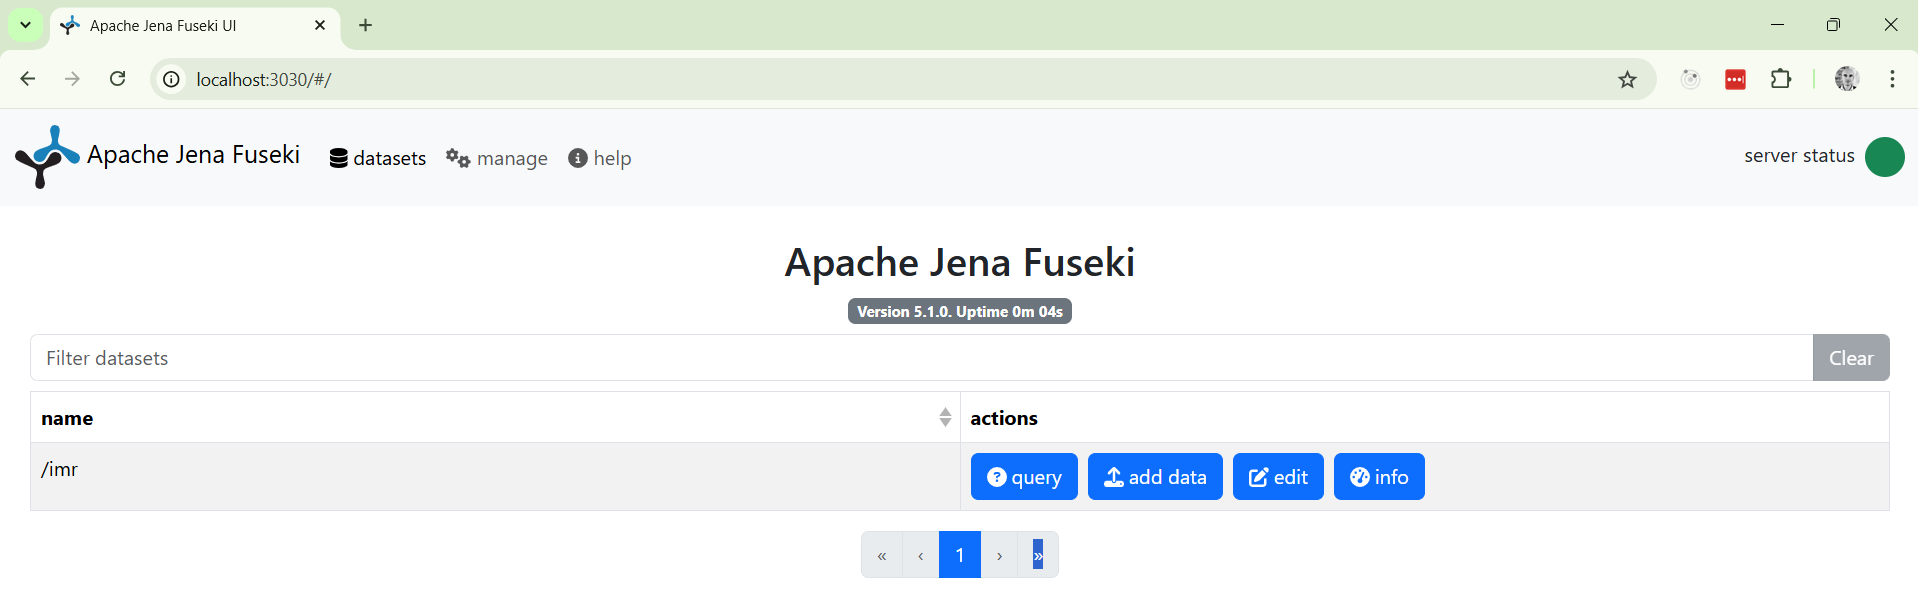 Apache Jena Fuseki UI
localhost:3030/#/
Apache Jena Fuseki datasets manage help server status
Apache Jena Fuseki
Version 5.1.0. Uptime 0m 04s
Filter datasets Clear
name actions
/imr query add data edit info
« ‹ 1 › »